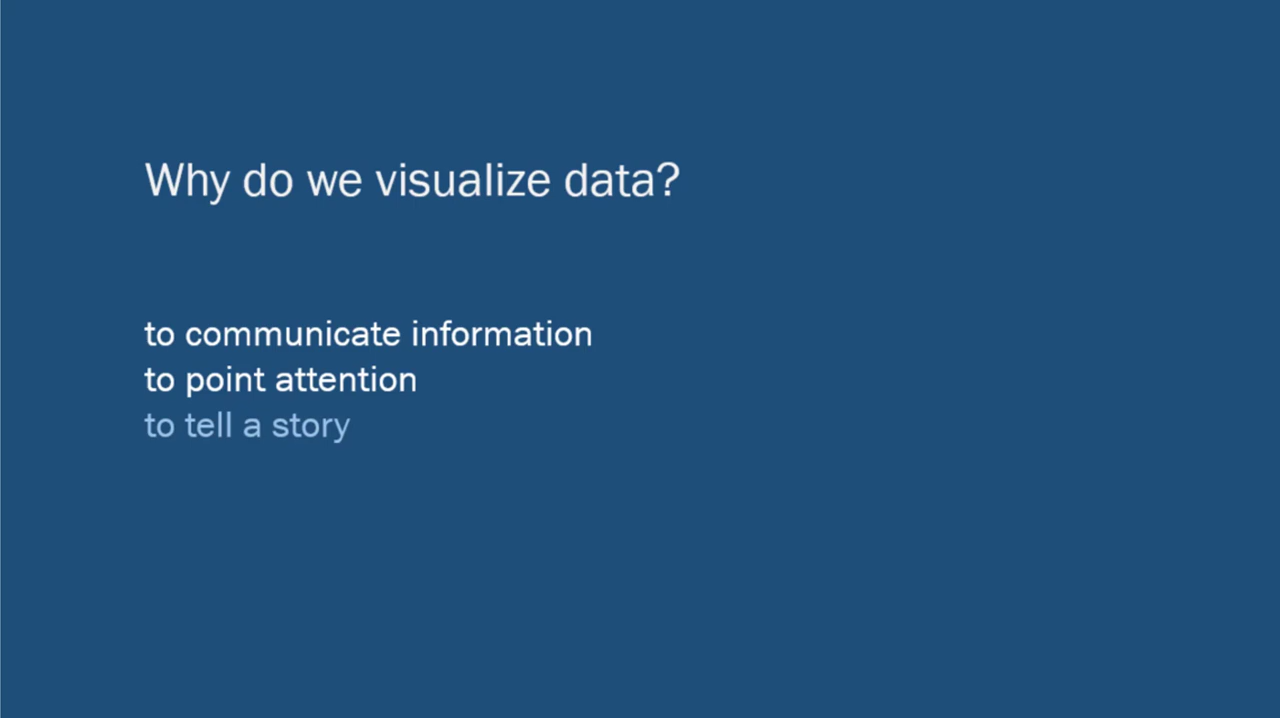 Why do we visualize data?
to communicate information
to point attention
to tell a story